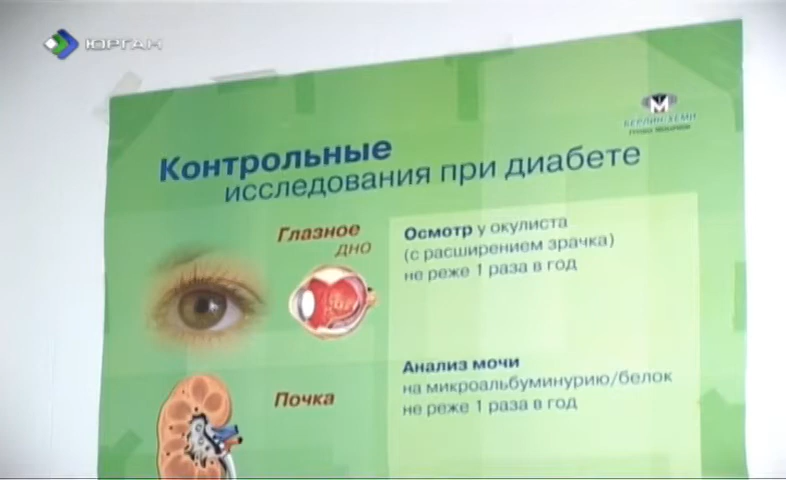 ЮРГАН
БЕРЛИН-ХЕМИ
Контрольные
исследования при диабете
Глазное
дно
Осмотр у окулиста
(с расширением зрачка)
не реже 1 раза в год
Почка
Анализ мочи
на микроальбуминурию/белок
не реже 1 раза в год